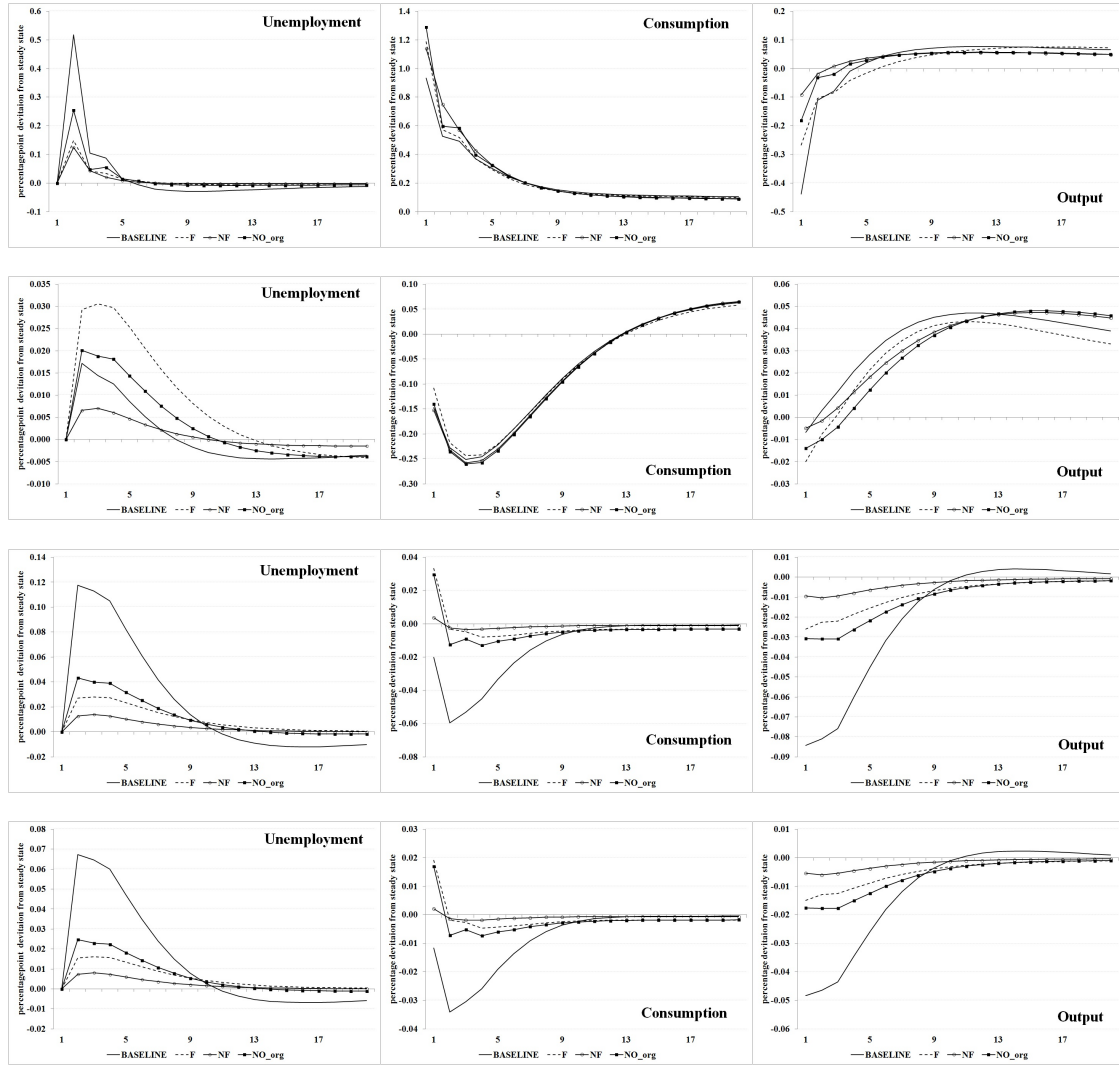 Unemployment
percentagepoint devitaion from steady state
0.6
0.5
0.4
0.3
0.2
0.1
0.0
-0.1
1 5 9 13 17
BASELINE F NF NO_org
Consumption
percentage devitaion from steady state
1.4
1.2
1.0
0.8
0.6
0.4
0.2
0.0
1 5 9 13 17
BASELINE F NF NO_org
percentage devitaion from steady state
0.2
0.1
0.0
-0.1
-0.2
-0.3
-0.4
-0.5
Output
1 5 9 13 17
BASELINE F NF NO_org
Unemployment
percentagepoint devitaion from steady state
0.035
0.030
0.025
0.020
0.015
0.010
0.005
0.000
-0.005
-0.010
1 5 9 13 17
BASELINE F NF NO_org
percentage devitaion from steady state
0.10
0.05
0.00
-0.05
-0.10
-0.15
-0.20
-0.25
-0.30
Consumption
1 5 9 13 17
BASELINE F NF NO_org
percentage devitaion from steady state
0.06
0.05
0.04
0.03
0.02
0.01
0.00
-0.01
-0.02
0.03
Output
1 5 9 13 17
BASELINE F NF NO_org
Unemployment
percentagepoint devitaion from steady state
0.14
0.12
0.10
0.08
0.06
0.04
0.02
0.00
-0.02
1 5 9 13 17
BASELINE F NF NO_org
percentage devitaion from steady state
0.06
0.04
0.02
0.00
-0.02
-0.04
-0.06
-0.08
Consumption
1 5 9 13 17
BASELINE F NF NO_org
percentage devitaion from steady state
0.01
0.00
-0.01
-0.02
-0.03
-0.04
-0.05
-0.06
-0.07
-0.08
-0.09
Output
1 5 9 13 17
BASELINE F NF NO_org
Unemployment
percentagepoint devitaion from steady state
0.08
0.07
0.06
0.05
0.04
0.03
0.02
0.01
0.00
-0.01
-0.02
1 5 9 13 17
BASELINE F NF NO_org
percentage devitaion from steady state
0.03
0.02
0.01
0.00
-0.01
-0.02
-0.03
-0.04
Consumption
1 5 9 13 17
BASELINE F NF NO_org
percentage devitaion from steady state
0.01
0.00
-0.01
-0.02
-0.03
-0.04
-0.05
-0.06
Output
1 5 9 13 17
BASELINE F NF NO_org